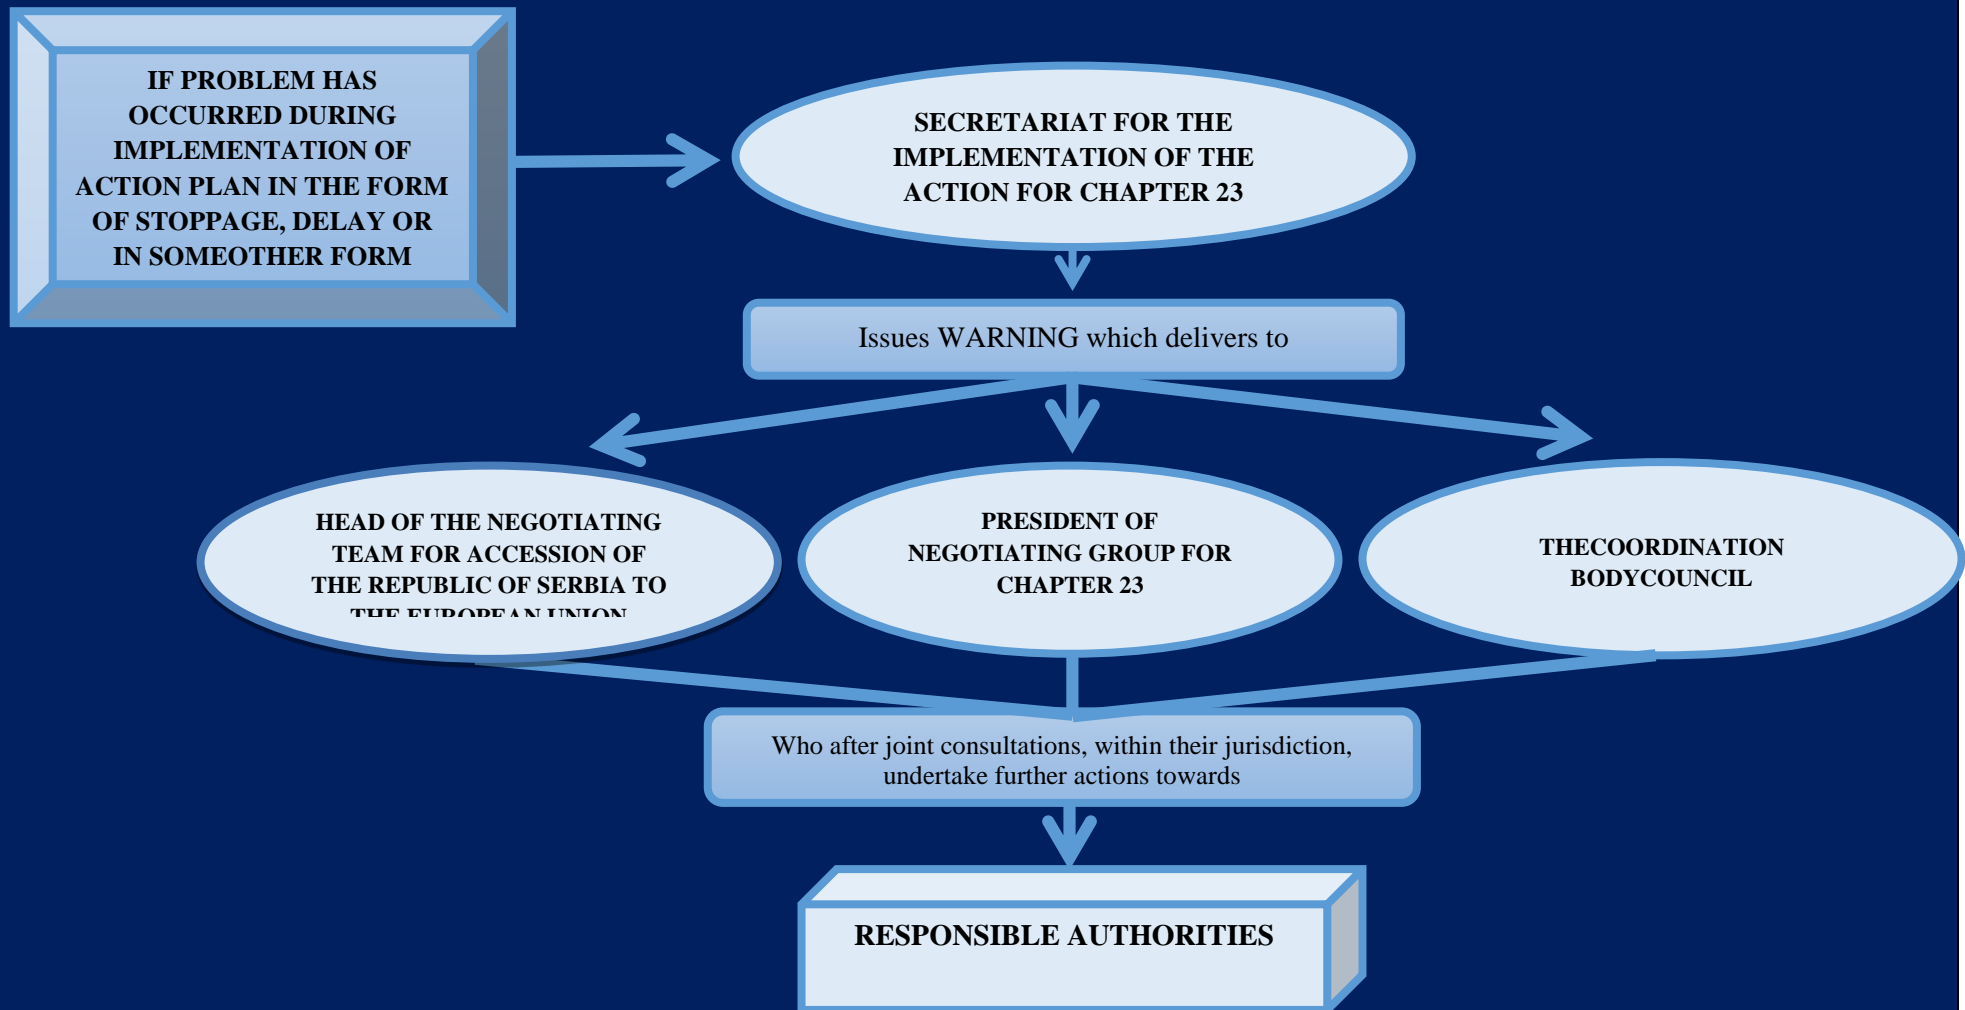 IF PROBLEM HAS
OCCURRED DURING
IMPLEMENTATION OF
ACTION PLAN IN THE FORM
OF STOPPAGE, DELAY OR
IN SOMEOTHER FORM
SECRETARIAT FOR THE
IMPLEMENTATION OF THE
ACTION FOR CHAPTER 23
Issues WARNING which delivers to
HEAD OF THE NEGOTIATING
TEAM FOR ACCESSION OF
THE REPUBLIC OF SERBIA TO
THE EUROPEAN UNION
PRESIDENT OF
NEGOTIATING GROUP FOR
CHAPTER 23
THECOORDINATION
BODYCOUNCIL
Who after joint consultations, within their jurisdiction,
undertake further actions towards
RESPONSIBLE AUTHORITIES